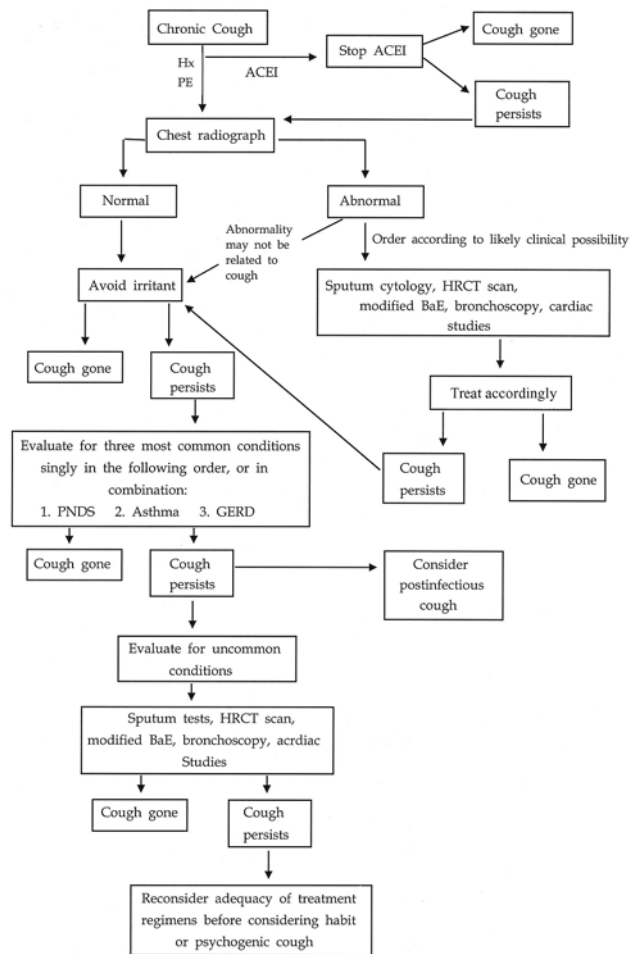 Chronic Cough
Cough gone
Hx
PE
ACEI
Stop ACEI
Cough
persists
Chest radiograph
Normal
Abnormal
Abnormality
may not be
related to
cough
Order according to likely clinical possibility
Avoid irritant
Sputum cytology, HRCT scan,
modified BaE, bronchoscopy, cardiac
studies
Cough gone
Cough
persists
Treat accordingly
Evaluate for three most common conditions
singly in the following order, or in
combination:
1. PNDS 2. Asthma 3. GERD
Cough
persists
Cough gone
Cough gone
Cough
persists
Consider
postinfectious
cough
Evaluate for uncommon
conditions
Sputum tests, HRCT scan,
modified BaE, bronchoscopy, acrdiac
Studies
Cough gone
Cough
persists
Reconsider adequacy of treatment
regimens before considering habit
or psychogenic cough